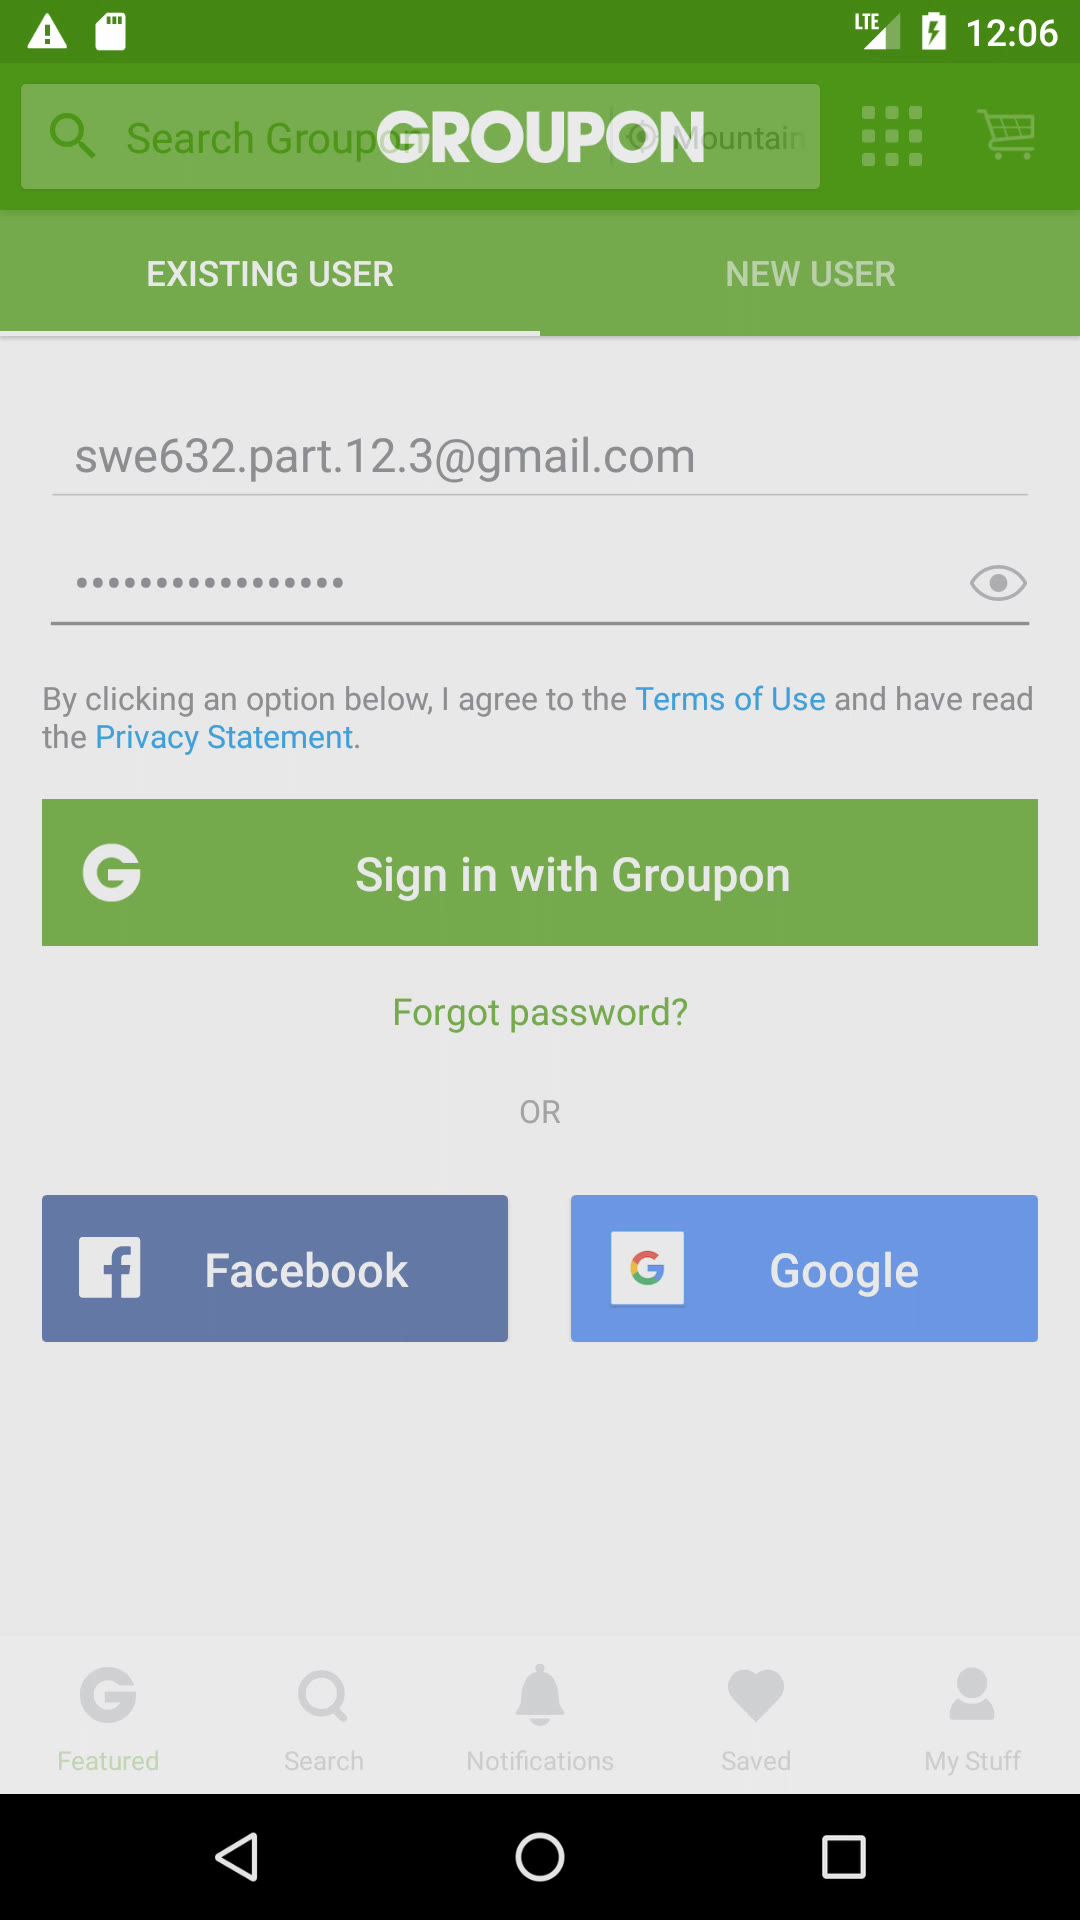 LTE 12:06
Search Groupon
GROUPON
Mountain
EXISTING USER NEW USER
swe632.part.12.3@gmail.com
•••••••••••••••••
By clicking an option below, I agree to the Terms of Use and have read
the Privacy Statement.
Sign in with Groupon
Forgot password?
OR
Facebook Google
Featured Search Notifications Saved My Stuff